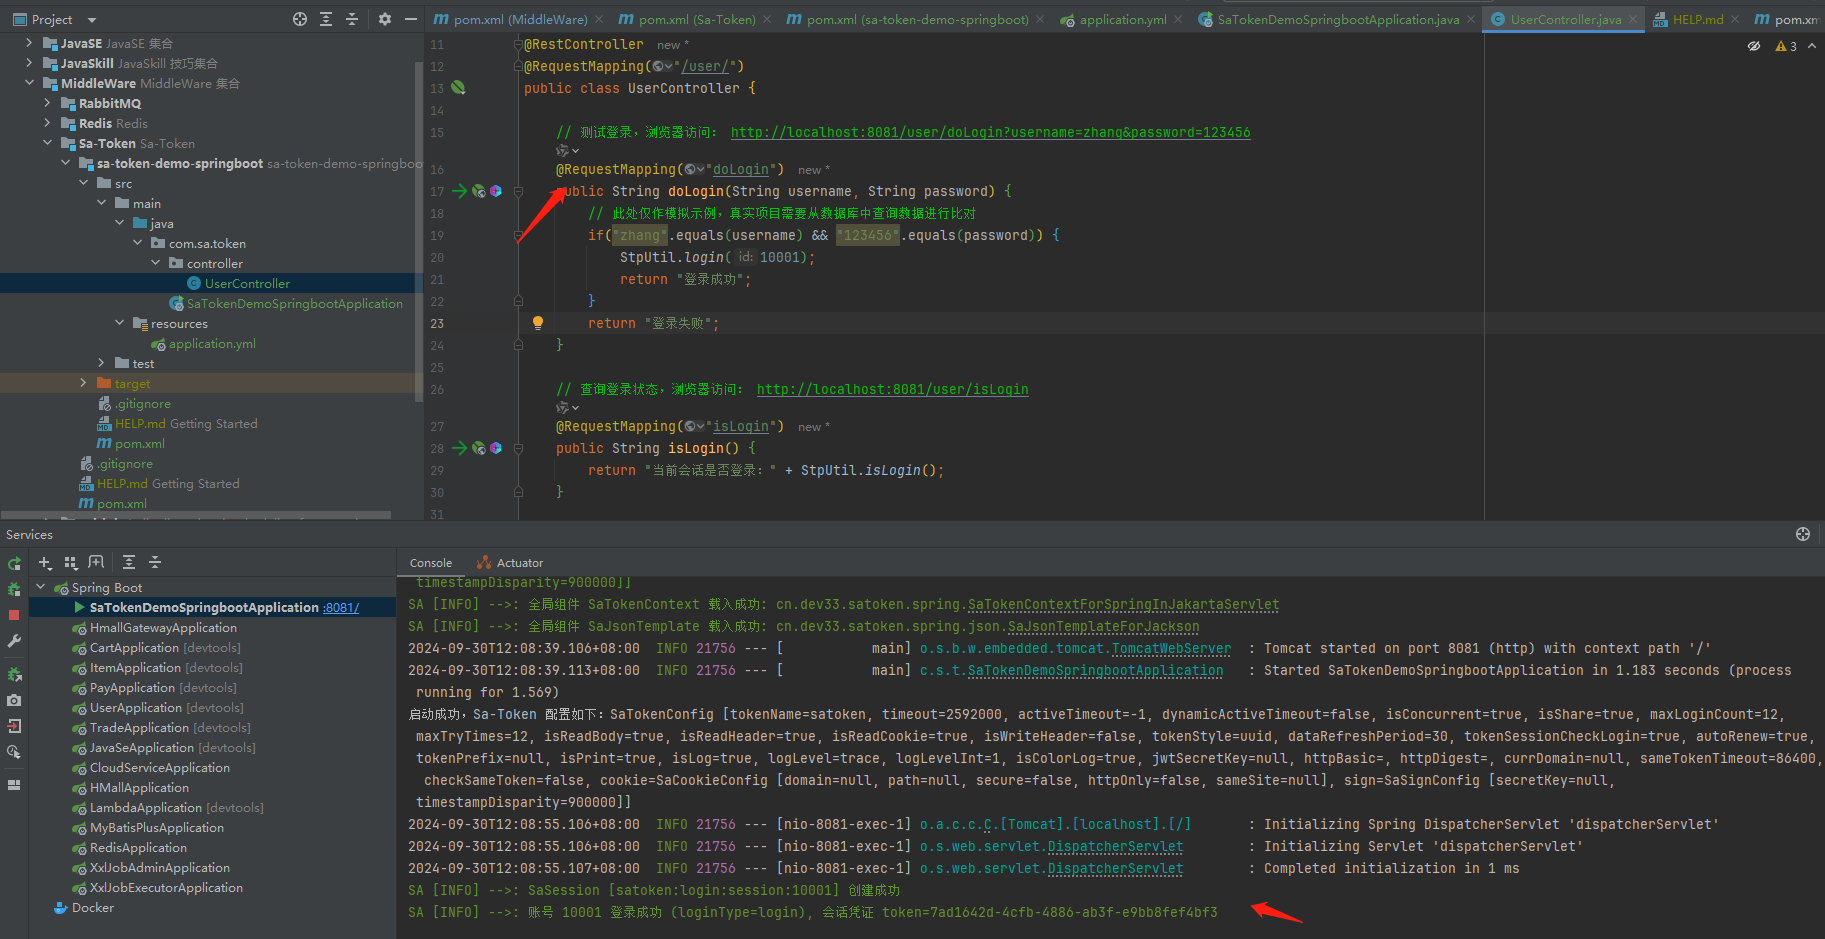 Project
pom.xml (MiddleWare)
pom.xml (Sa-Token)
pom.xml (sa-token-demo-springboot)
application.yml
SaTokenDemoSpringbootApplication.java
UserController.java
HELP.md
pom.xm
JavaSE JavaSE 集合
JavaSkill JavaSkill 技巧集合
MiddleWare MiddleWare 集合
RabbitMQ
Redis Redis
Sa-Token Sa-Token
sa-token-demo-springboot sa-token-demo-springboo
src
main
java
com.sa.token
controller
UserController
SaTokenDemoSpringbootApplication
resources
application.yml
test
target
.gitignore
HELP.md Getting Started
pom.xml
.gitignore
HELP.md Getting Started
pom.xml
3
11 @RestController new *
12 @RequestMapping("/user/")
13 public class UserController {
14
15 // 测试登录，浏览器访问： http://localhost:8081/user/doLogin?username=zhang&password=123456
16 @RequestMapping("doLogin") new *
17 public String doLogin(String username, String password) {
18 // 此处仅作模拟示例，真实项目需要从数据库中查询数据进行比对
19 if("zhang".equals(username) && "123456".equals(password)) {
20 StpUtil.login( id: 10001);
21 return "登录成功";
22 }
23 return "登录失败";
24 }
25
26 // 查询登录状态，浏览器访问： http://localhost:8081/user/isLogin
27 @RequestMapping("isLogin") new *
28 public String isLogin() {
29 return "当前会话是否登录：" + StpUtil.isLogin();
30 }
31
Services
Spring Boot
SaTokenDemoSpringbootApplication :8081/
HmallGatewayApplication
CartApplication [devtools]
ItemApplication [devtools]
PayApplication [devtools]
UserApplication [devtools]
TradeApplication [devtools]
JavaSeApplication [devtools]
CloudServiceApplication
HMallApplication
LambdaApplication [devtools]
MyBatisPlusApplication
RedisApplication
XxlJobAdminApplication
XxlJobExecutorApplication
Docker
Console
Actuator
timestampDisparity=900000]]
SA [INFO] -->: 全局组件 SaTokenContext 载入成功: cn.dev33.satoken.spring.SaTokenContextForSpringInJakartaServlet
SA [INFO] -->: 全局组件 SaJsonTemplate 载入成功: cn.dev33.satoken.spring.json.SaJsonTemplateForJackson
2024-09-30T12:08:39.106+08:00 INFO 21756 --- [ main] o.s.b.w.embedded.tomcat.TomcatWebServer : Tomcat started on port 8081 (http) with context path '/'
2024-09-30T12:08:39.113+08:00 INFO 21756 --- [ main] c.s.t.SaTokenDemoSpringbootApplication : Started SaTokenDemoSpringbootApplication in 1.183 seconds (process
running for 1.569)
启动成功，Sa-Token 配置如下：SaTokenConfig [tokenName=satoken, timeout=2592000, activeTimeout=-1, dynamicActiveTimeout=false, isConcurrent=true, isShare=true, maxLoginCount=12,
maxTryTimes=12, isReadBody=true, isReadHeader=true, isReadCookie=true, isWriteHeader=false, tokenStyle=uuid, dataRefreshPeriod=30, tokenSessionCheckLogin=true, autoRenew=true,
tokenPrefix=null, isPrint=true, isLog=true, logLevel=trace, logLevelInt=1, isColorLog=true, jwtSecretKey=null, httpBasic=, httpDigest=, currDomain=null, sameTokenTimeout=86400,
checkSameToken=false, cookie=SaCookieConfig [domain=null, path=null, secure=false, httpOnly=false, sameSite=null], sign=SaSignConfig [secretKey=null,
timestampDisparity=900000]]
2024-09-30T12:08:55.106+08:00 INFO 21756 --- [nio-8081-exec-1] o.a.c.c.C.[Tomcat].[localhost].[/] : Initializing Spring DispatcherServlet 'dispatcherServlet'
2024-09-30T12:08:55.106+08:00 INFO 21756 --- [nio-8081-exec-1] o.s.web.servlet.DispatcherServlet : Initializing Servlet 'dispatcherServlet'
2024-09-30T12:08:55.107+08:00 INFO 21756 --- [nio-8081-exec-1] o.s.web.servlet.DispatcherServlet : Completed initialization in 1 ms
SA [INFO] -->: SaSession [satoken:login:session:10001] 创建成功
SA [INFO] -->: 账号 10001 登录成功 (loginType=login), 会话凭证 token=7ad1642d-4cfb-4886-ab3f-e9bb8fef4bf3